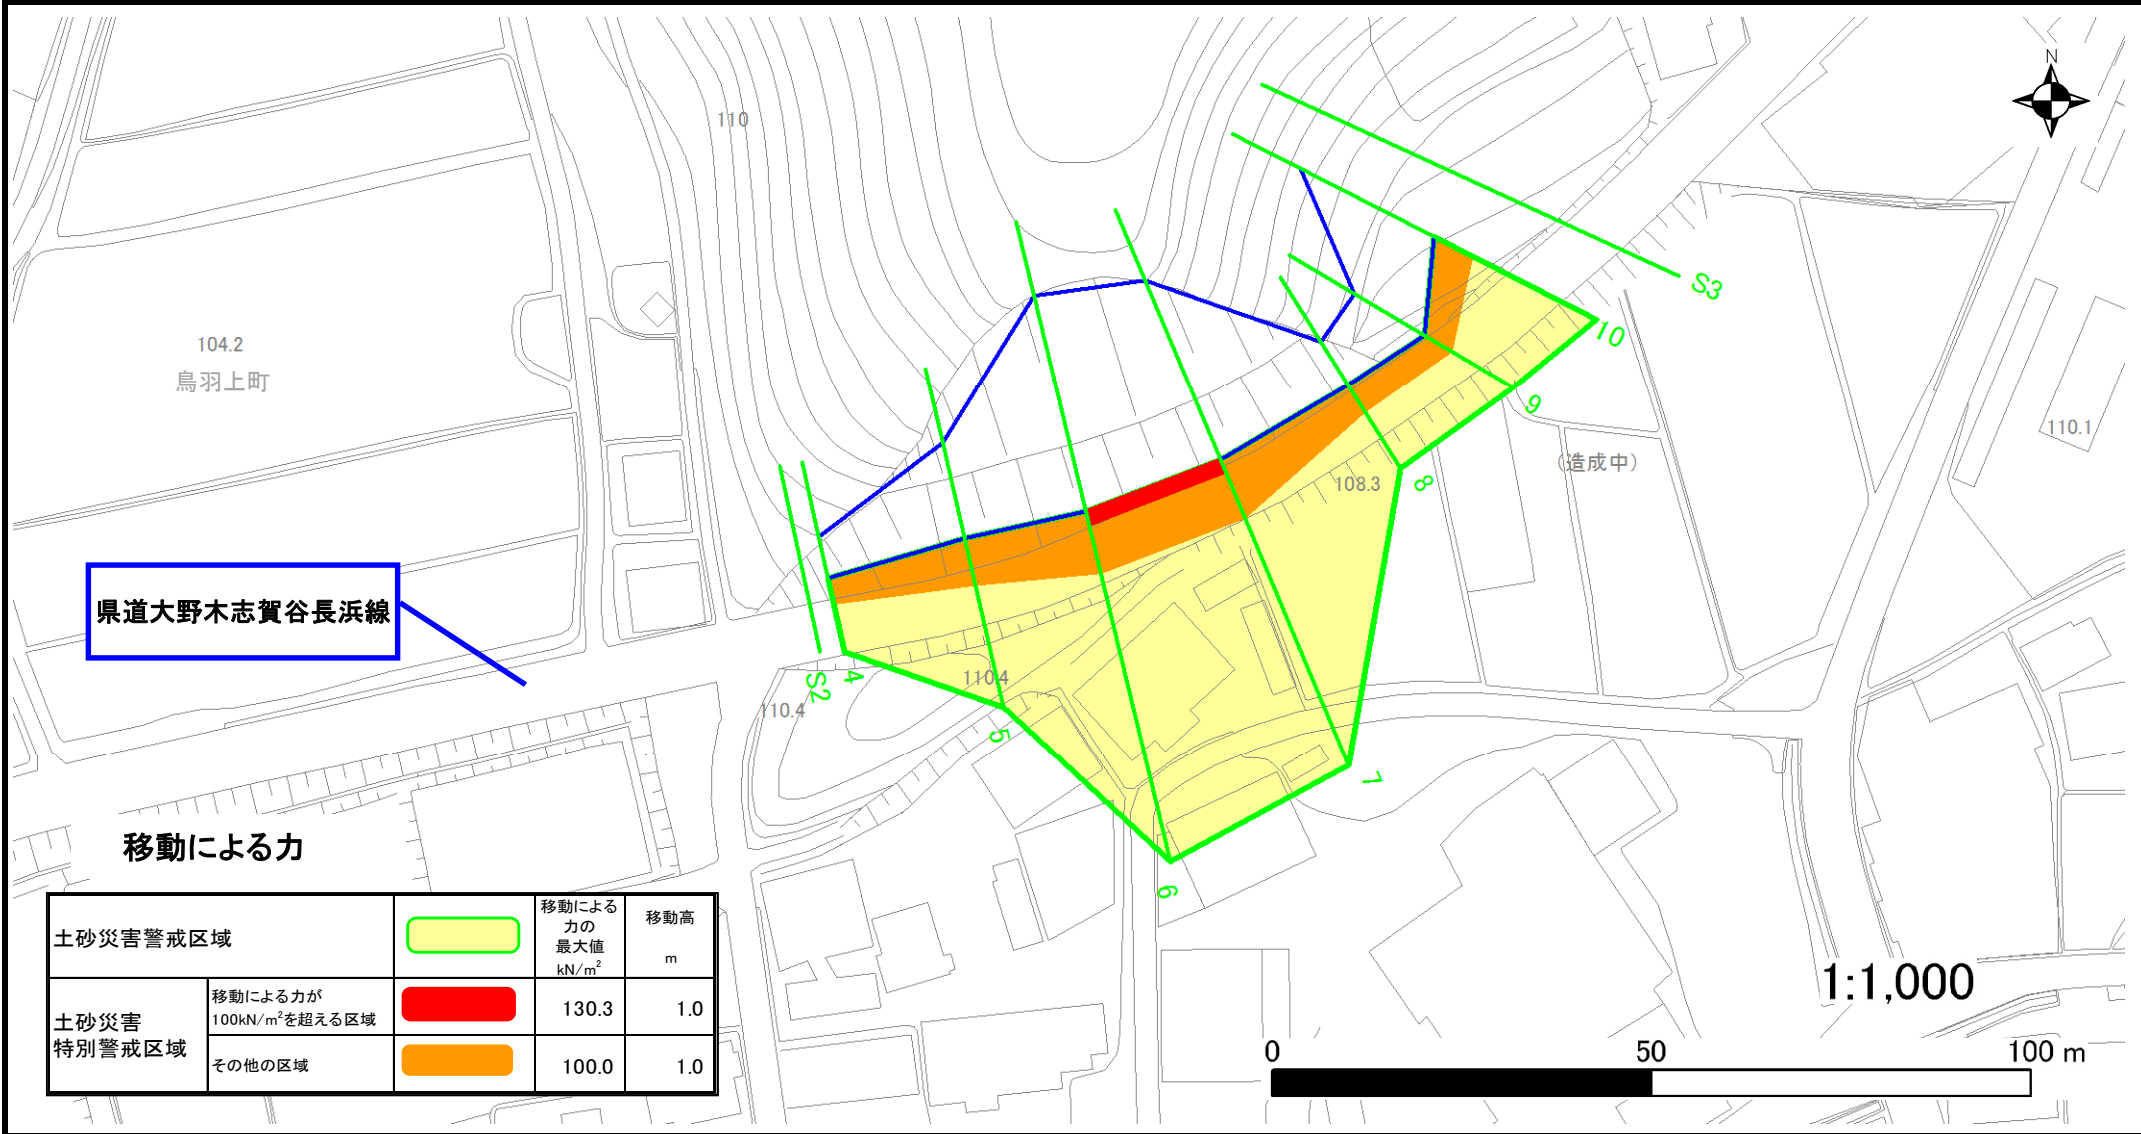 N
110
S3
10
104.2
鳥羽上町
9
110.1
(造成中)
108.3
8
県道大野木志賀谷長浜線
110.4
S2
4
110.4
5
7
6
移動による力
土砂災害警戒区域
移動による
力の
最大値
kN/m²
移動高
m
土砂災害
特別警戒区域
移動による力が
100kN/m²を超える区域
130.3
1.0
その他の区域
100.0
1.0
1:1,000
0
50
100 m